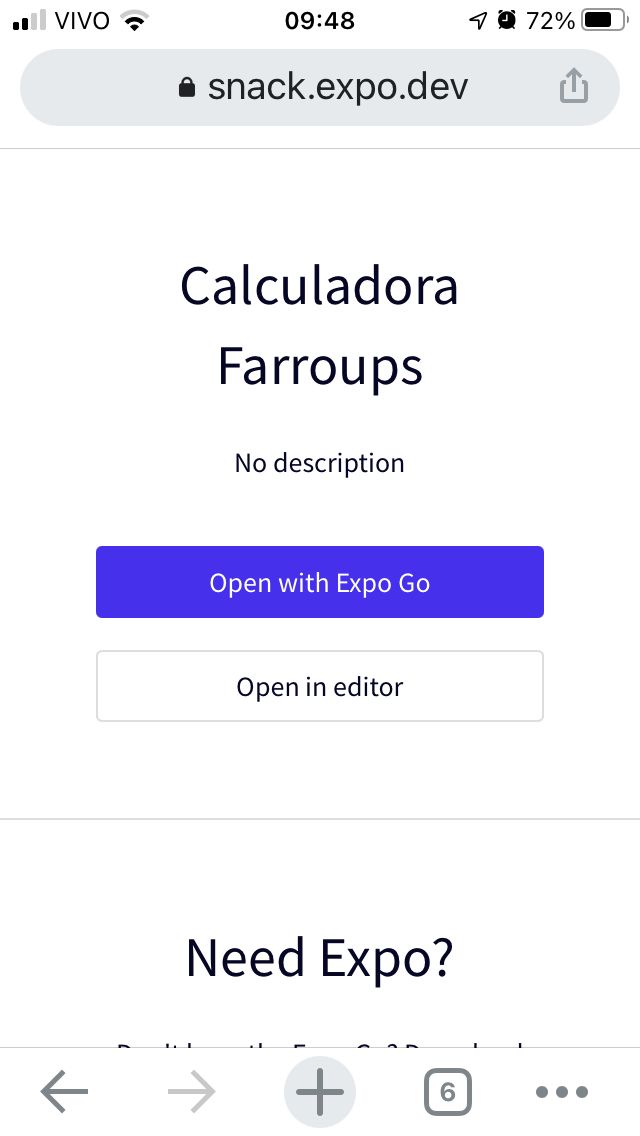 VIVO 09:48 72%
snack.expo.dev
Calculadora
Farroups
No description
Open with Expo Go
Open in editor
Need Expo?
6